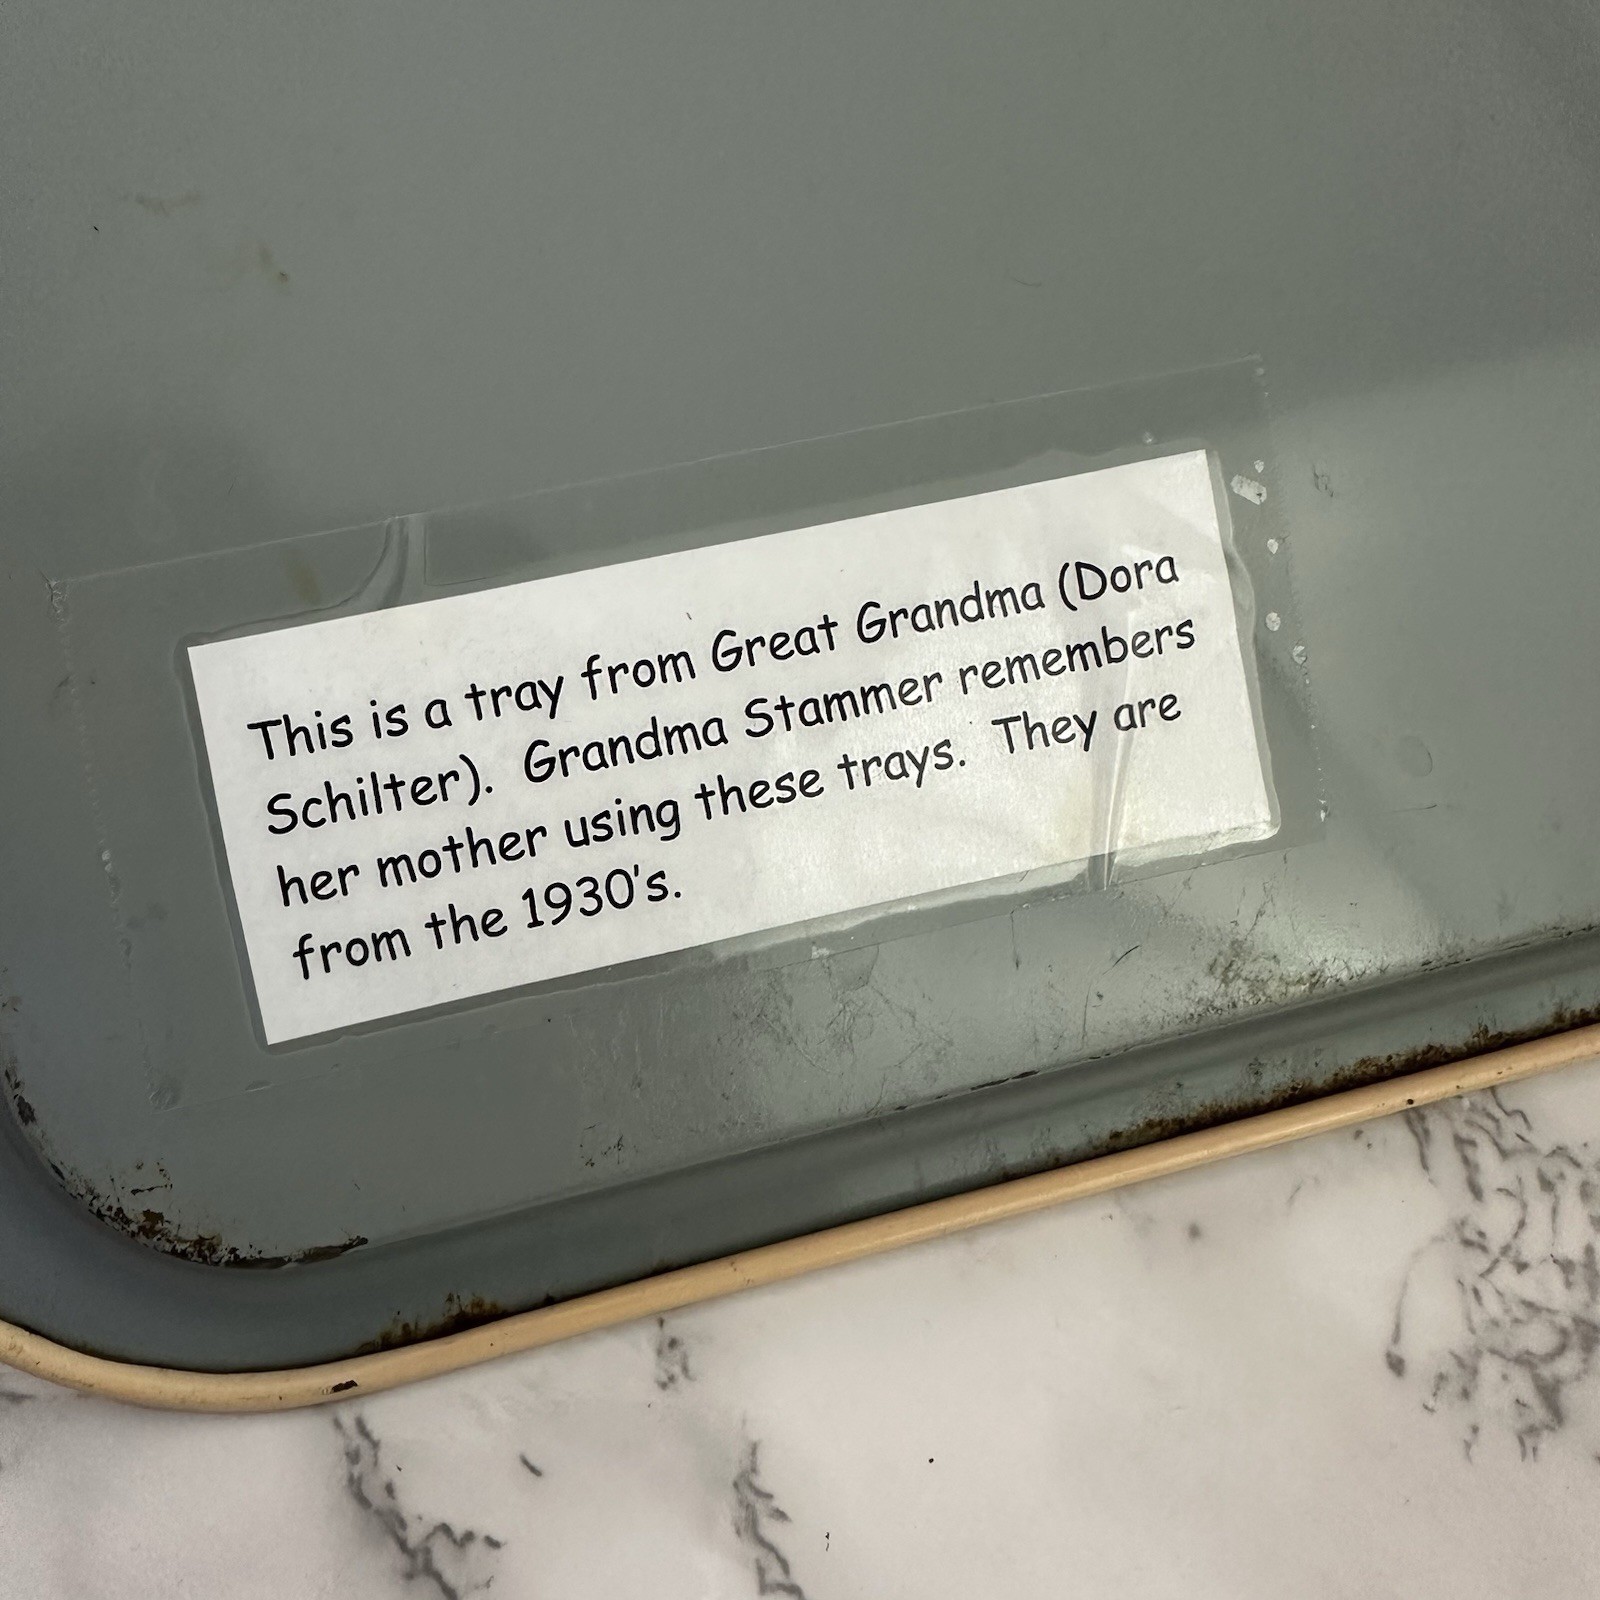 This is a tray from Great Grandma (Dora
Schilter).  Grandma Stammer remembers
her mother using these trays.  They are
from the 1930's.